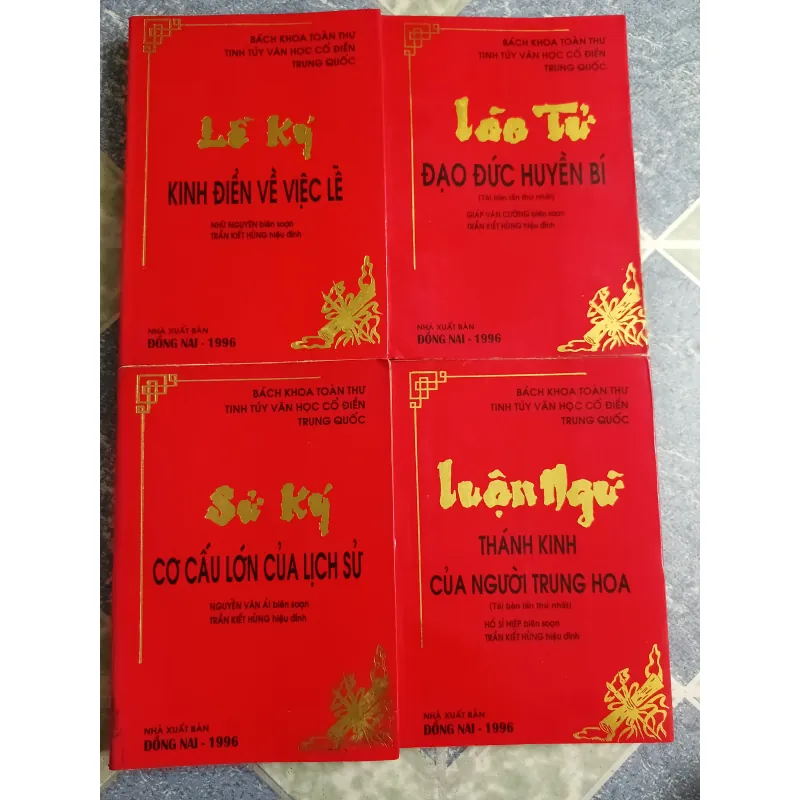 BÁCH KHOA TOÀN THƯ
TINH TÚY VĂN HỌC CỔ ĐIỂN
TRUNG QUỐC
Lễ Ký
KINH ĐIỂN VỀ VIỆC LỄ
NHỮ NGUYÊN biên soạn
TRẦN KIẾT HÙNG hiệu đính
NHÀ XUẤT BẢN
ĐỒNG NAI - 1996
BÁCH KHOA TOÀN THƯ
TINH TÚY VĂN HỌC CỔ ĐIỂN
TRUNG QUỐC
Lão Tử
ĐẠO ĐỨC HUYỀN BÍ
(Tái bản lần thứ nhất)
GIÁP VĂN CƯỜNG biên soạn
TRẦN KIẾT HÙNG hiệu đính
NHÀ XUẤT BẢN
ĐỒNG NAI - 1996
BÁCH KHOA TOÀN THƯ
TINH TÚY VĂN HỌC CỔ ĐIỂN
TRUNG QUỐC
Sử Ký
CƠ CẤU LỚN CỦA LỊCH SỬ
NGUYỄN VĂN ÁI biên soạn
TRẦN KIẾT HÙNG hiệu đính
NHÀ XUẤT BẢN
ĐỒNG NAI - 1996
BÁCH KHOA TOÀN THƯ
TINH TÚY VĂN HỌC CỔ ĐIỂN
TRUNG QUỐC
Luận Ngữ
THÁNH KINH
CỦA NGƯỜI TRUNG HOA
(Tái bản lần thứ nhất)
HỒ SĨ HIỆP biên soạn
TRẦN KIẾT HÙNG hiệu đính
NHÀ XUẤT BẢN
ĐỒNG NAI - 1996